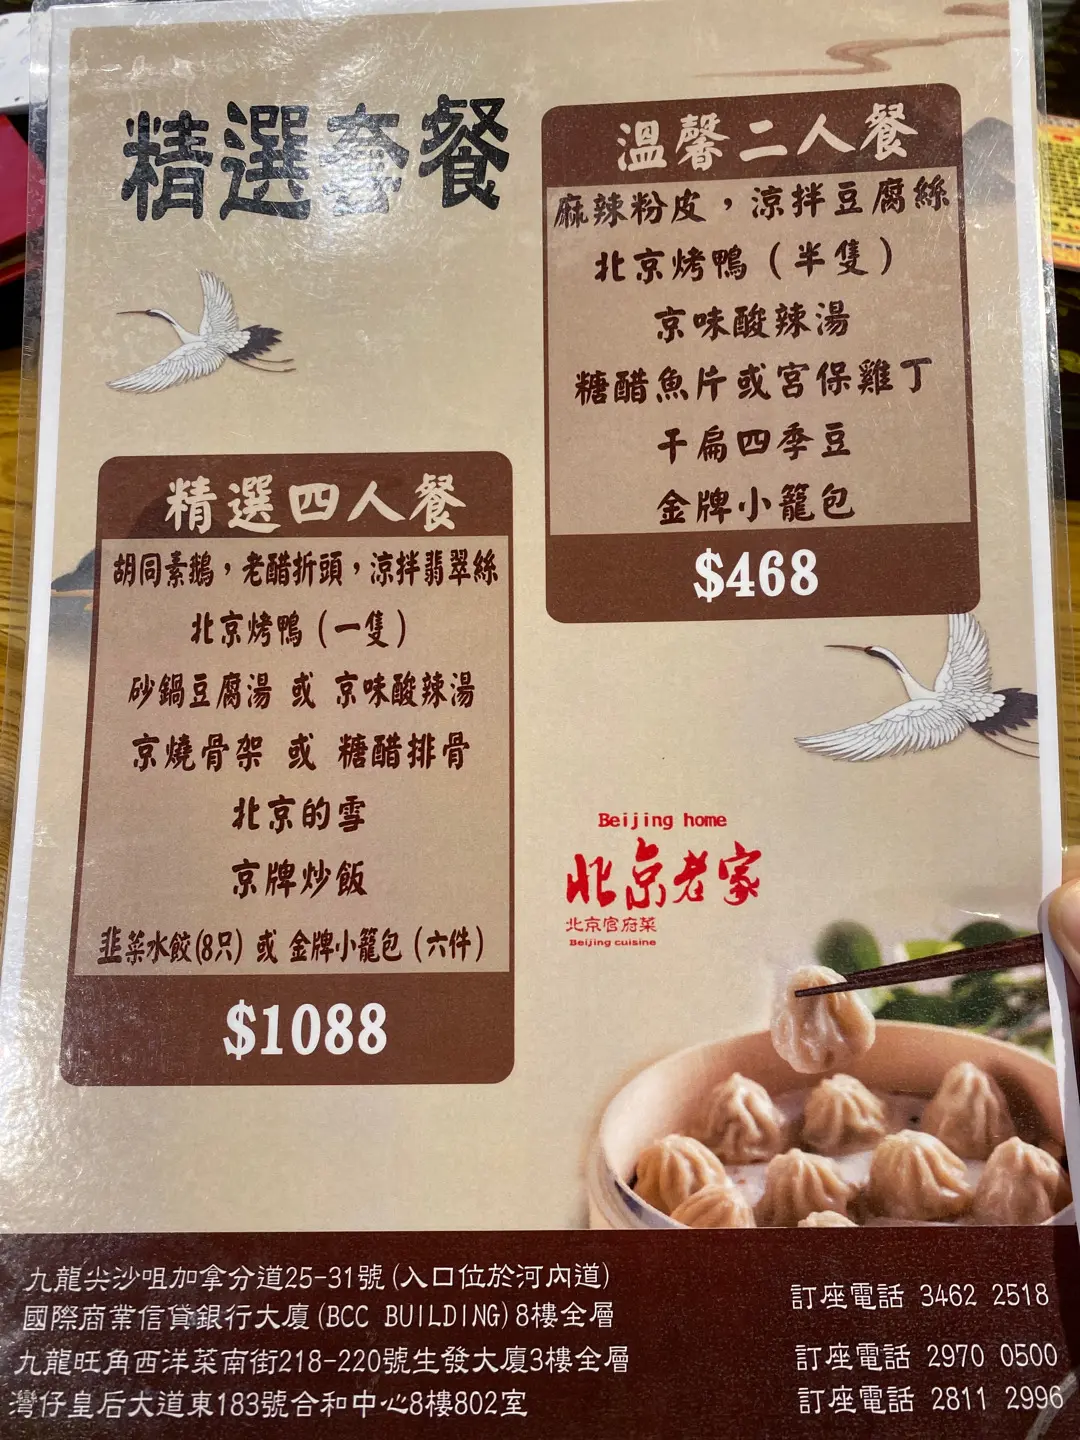 精選套餐
溫馨二人餐
麻辣粉皮，涼拌豆腐絲
北京烤鴨（半隻）
京味酸辣湯
糖醋魚片或宮保雞丁
干扁四季豆
金牌小籠包
$468
精選四人餐
胡同素鵝，老醋折頭，涼拌翡翠絲
北京烤鴨（一隻）
砂鍋豆腐湯 或 京味酸辣湯
京燒骨架 或 糖醋排骨
北京的雪
京牌炒飯
韭菜水餃(8只) 或 金牌小籠包（六件）
$1088
Beijing home
北京老家
北京官府菜
Beijing cuisine
九龍尖沙咀加拿分道25-31號(入口位於河內道)
國際商業信貸銀行大廈(BCC BUILDING)8樓全層
訂座電話 3462 2518
九龍旺角西洋菜南街218-220號生發大廈3樓全層
訂座電話 2970 0500
灣仔皇后大道東183號合和中心8樓802室
訂座電話 2811 2996